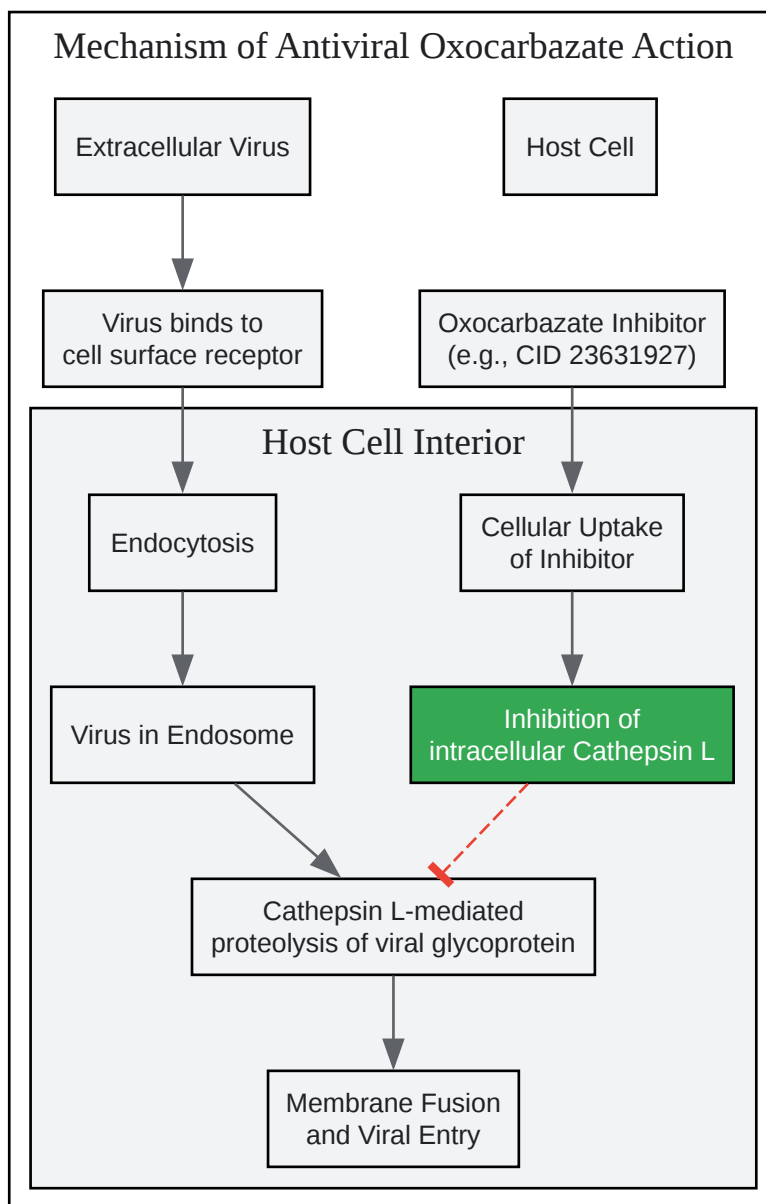 Mechanism of Antiviral Oxocarbazate Action
Extracellular Virus
Host Cell
Virus binds to
cell surface receptor
Oxocarbazate Inhibitor
(e.g., CID 23631927)
Host Cell Interior
Endocytosis
Cellular Uptake
of Inhibitor
Virus in Endosome
Inhibition of
intracellular Cathepsin L
Cathepsin L-mediated
proteolysis of viral glycoprotein
Membrane Fusion
and Viral Entry